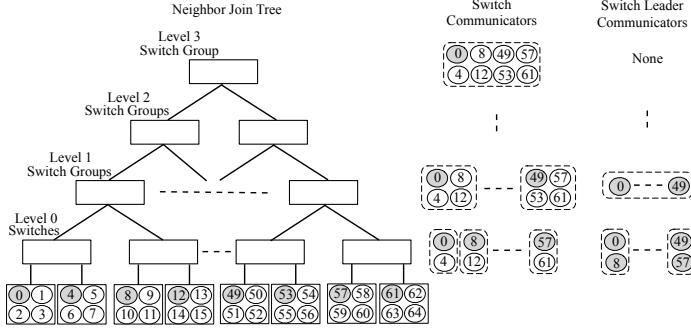 Neighbor Join Tree
Switch
Communicators
Switch Leader
Communicators
Level 3
Switch Group
0 8 49 57
4 12 53 61
None
Level 2
Switch Groups
Level 1
Switch Groups
0 8
4 12
49 57
53 61
0 49
Level 0
Switches
0 8 57
4 12 61
0 49
8 57
0 1 4 5 8 9 12 13 49 50 53 54 57 58 61 62
2 3 6 7 10 11 14 15 51 52 55 56 59 60 63 64